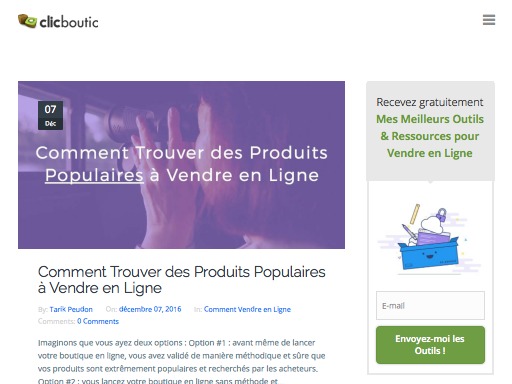 clicboutic
07
Déc
Comment Trouver des Produits
Populaires à Vendre en Ligne
Comment Trouver des Produits Populaires
à Vendre en Ligne
By: Tarik Peudon On: décembre 07, 2016 In: Comment Vendre en Ligne
Comments: 0 Comments
Imaginons que vous ayez deux options : Option #1 : avant même de lancer
votre boutique en ligne, vous avez validé de manière méthodique et sûre que
vos produits sont extrêmement populaires et recherchés par les acheteurs.
Option #2 : vous lancez votre boutique en ligne sans méthode et...
Recevez gratuitement
Mes Meilleurs Outils
& Ressources pour
Vendre en Ligne
E-mail
Envoyez-moi les
Outils !